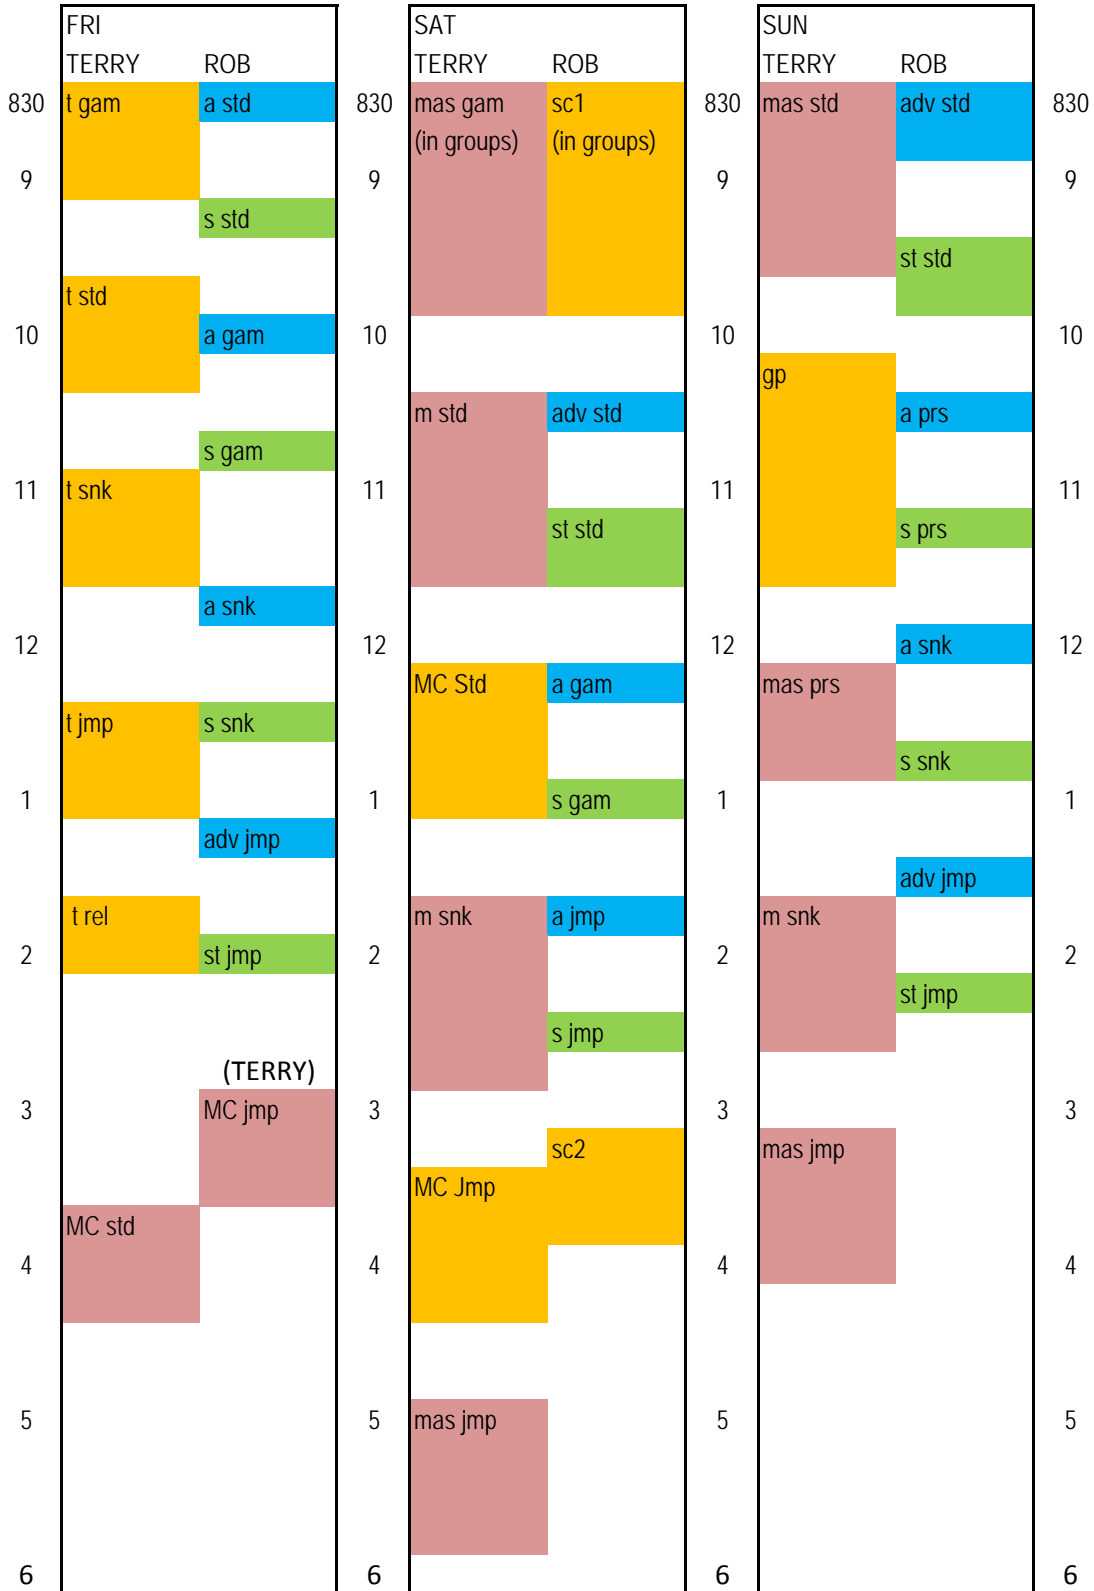 FRI SAT SUN
TERRY ROB TERRY ROB TERRY ROB
830 t gam a std 830 mas gam sc1 830 mas std adv std 830
(in groups) (in groups)
9 9 9 9
s std
st std
t std
10 a gam 10 10 10
gp
m std adv std a prs
s gam
11 t snk 11 11 11
st std s prs
a snk
12 12 a snk 12 12
MC Std a gam mas prs
t jmp s snk
s snk
1 1 s gam 1 1
adv jmp
adv jmp
t rel m snk a jmp m snk
2 st jmp 2 2 2
st jmp
s jmp
(TERRY)
3 MC jmp 3 3 3
sc2 mas jmp
MC Jmp
MC std
4 4 4 4
5 5 mas jmp 5 5
6 6 6 6